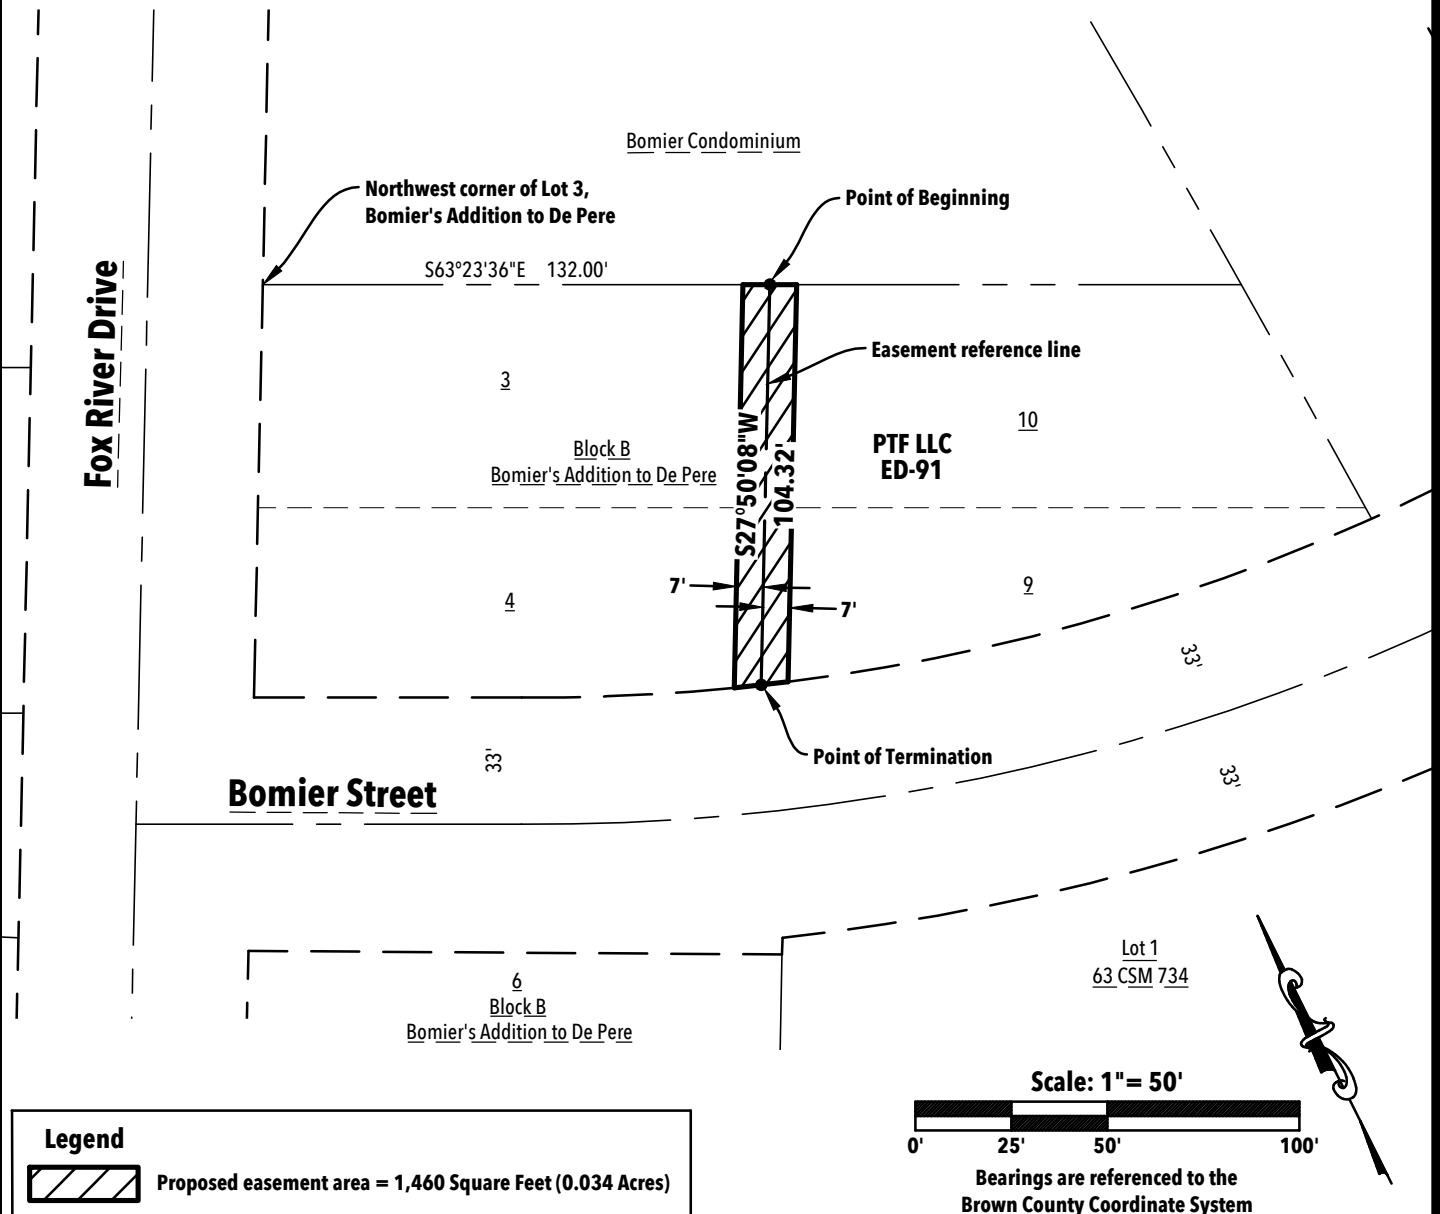 Bomier Condominium
Northwest corner of Lot 3,
Bomier's Addition to De Pere
Point of Beginning
S63°23'36"E 132.00'
Fox River Drive
Easement reference line
3
10
Block B
Bomier's Addition to De Pere
S27°50'08"W
104.32'
PTF LLC
ED-91
4
7'
7'
9
33'
33'
33'
Point of Termination
Bomier Street
6
Block B
Bomier's Addition to De Pere
Lot 1
63 CSM 734
Scale: 1"= 50'
0' 25' 50' 100'
Bearings are referenced to the
Brown County Coordinate System
Legend
Proposed easement area = 1,460 Square Feet (0.034 Acres)